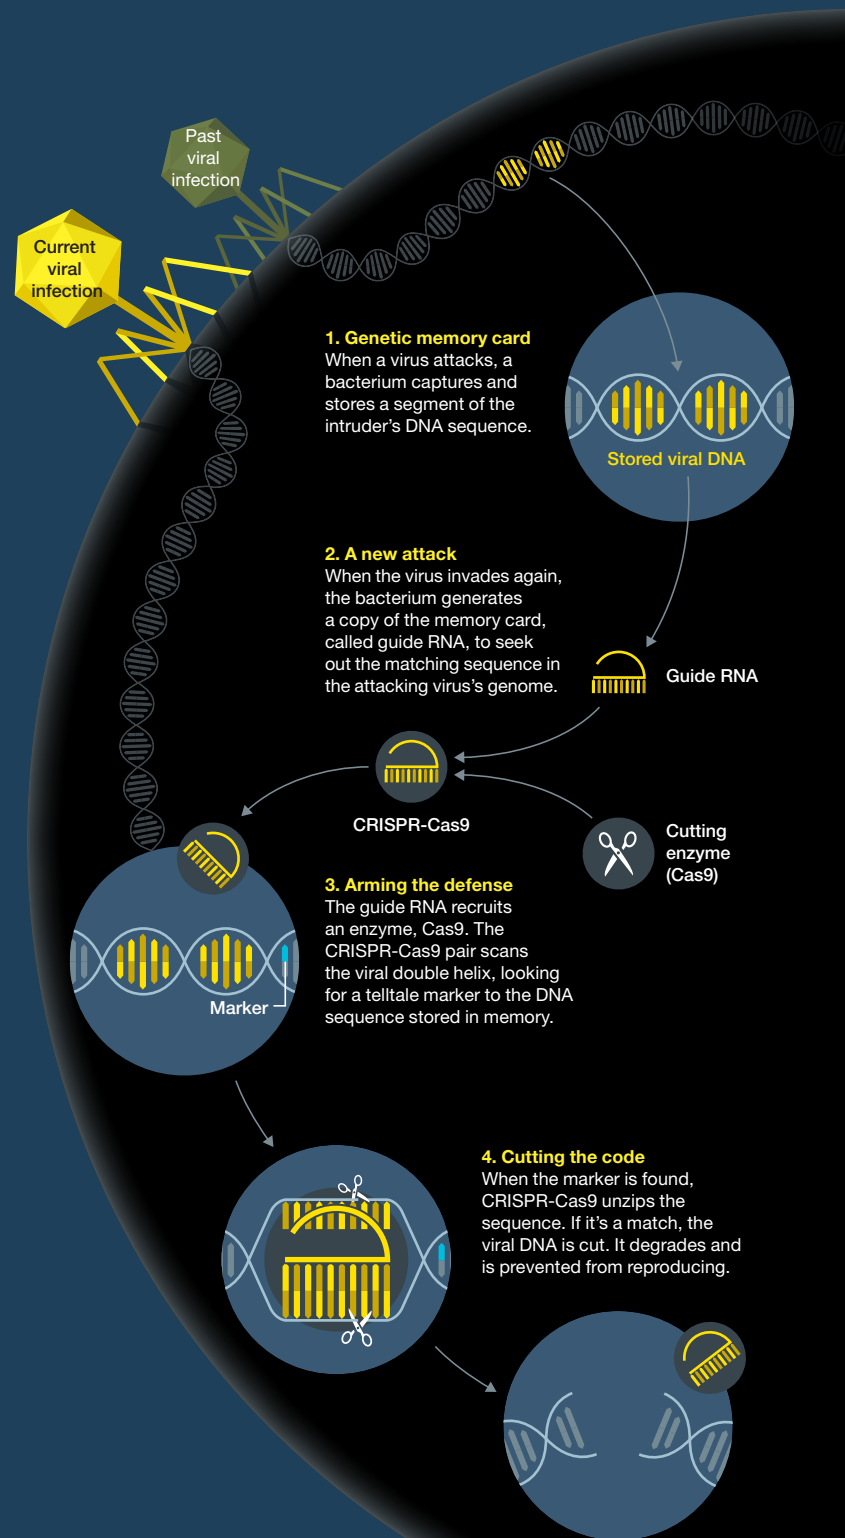 Past
viral
infection
Current
viral
infection
1. Genetic memory card
When a virus attacks, a
bacterium captures and
stores a segment of the
intruder’s DNA sequence.
Stored viral DNA
2. A new attack
When the virus invades again,
the bacterium generates
a copy of the memory card,
called guide RNA, to seek
out the matching sequence in
the attacking virus’s genome.
Guide RNA
CRISPR-Cas9
Cutting
enzyme
(Cas9)
3. Arming the defense
The guide RNA recruits
an enzyme, Cas9. The
CRISPR-Cas9 pair scans
the viral double helix, looking
for a telltale marker to the DNA
sequence stored in memory.
Marker
4. Cutting the code
When the marker is found,
CRISPR-Cas9 unzips the
sequence. If it’s a match, the
viral DNA is cut. It degrades and
is prevented from reproducing.